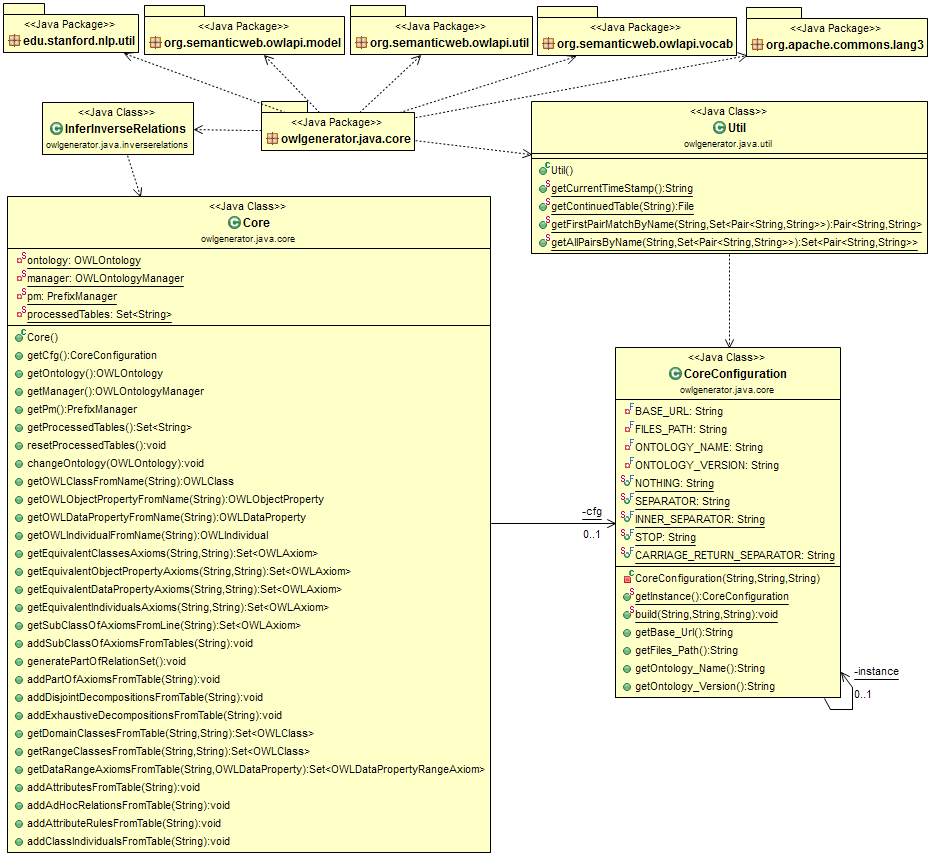 <<Java Package>>
edu.stanford.nlp.util
<<Java Package>>
org.semanticweb.owlapi.model
<<Java Package>>
org.semanticweb.owlapi.util
<<Java Package>>
org.semanticweb.owlapi.vocab
<<Java Package>>
org.apache.commons.lang3
<<Java Class>>
InferInverseRelations
owlgenerator.java.inverserelations
<<Java Package>>
owlgenerator.java.core
<<Java Class>>
Util
owlgenerator.java.util
Util()
getCurrentTimeStamp():String
getContinuedTable(String):File
getFirstPairMatchByName(String,Set<Pair<String,String>>):Pair<String,String>
getAllPairsByName(String,Set<Pair<String,String>>):Set<Pair<String,String>>
<<Java Class>>
Core
owlgenerator.java.core
ontology: OWLOntology
manager: OWLOntologyManager
pm: PrefixManager
processedTables: Set<String>
Core()
getCfg():CoreConfiguration
getOntology():OWLOntology
getManager():OWLOntologyManager
getPm():PrefixManager
getProcessedTables():Set<String>
resetProcessedTables():void
changeOntology(OWLOntology):void
getOWLClassFromName(String):OWLClass
getOWLObjectPropertyFromName(String):OWLObjectProperty
getOWLDataPropertyFromName(String):OWLDataProperty
getOWLIndividualFromName(String):OWLIndividual
getEquivalentClassesAxioms(String,String):Set<OWLAxiom>
getEquivalentObjectPropertyAxioms(String,String):Set<OWLAxiom>
getEquivalentDataPropertyAxioms(String,String):Set<OWLAxiom>
getEquivalentIndividualsAxioms(String,String):Set<OWLAxiom>
getSubClassOfAxiomsFromLine(String):Set<OWLAxiom>
addSubClassOfAxiomsFromTables(String):void
generatePartOfRelationSet():void
addPartOfAxiomsFromTable(String):void
addDisjointDecompositionsFromTable(String):void
addExhaustiveDecompositionsFromTable(String):void
getDomainClassesFromTable(String,String):Set<OWLClass>
getRangeClassesFromTable(String,String):Set<OWLClass>
getDataRangeAxiomsFromTable(String,OWLDataProperty):Set<OWLDataPropertyRangeAxiom>
addAttributesFromTable(String):void
addAdHocRelationsFromTable(String):void
addAttributeRulesFromTable(String):void
addClassIndividualsFromTable(String):void
-cfg
0..1
<<Java Class>>
CoreConfiguration
owlgenerator.java.core
BASE_URL: String
FILES_PATH: String
ONTOLOGY_NAME: String
ONTOLOGY_VERSION: String
NOTHING: String
SEPARATOR: String
INNER_SEPARATOR: String
STOP: String
CARRIAGE_RETURN_SEPARATOR: String
CoreConfiguration(String,String,String)
getInstance():CoreConfiguration
build(String,String,String):void
getBase_Url():String
getFiles_Path():String
getOntology_Name():String
getOntology_Version():String
-instance
0..1